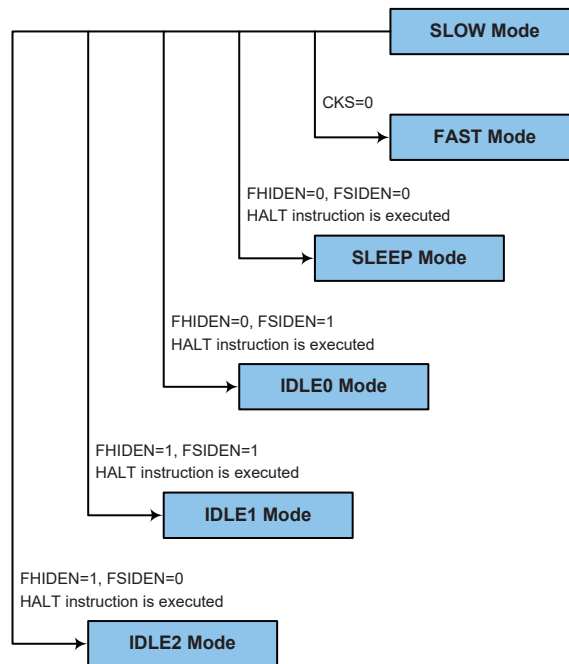 SLOW Mode
CKS=0
FAST Mode
FHIDEN=0, FSIDEN=0
HALT instruction is executed
SLEEP Mode
FHIDEN=0, FSIDEN=1
HALT instruction is executed
IDLE0 Mode
FHIDEN=1, FSIDEN=1
HALT instruction is executed
IDLE1 Mode
FHIDEN=1, FSIDEN=0
HALT instruction is executed
IDLE2 Mode